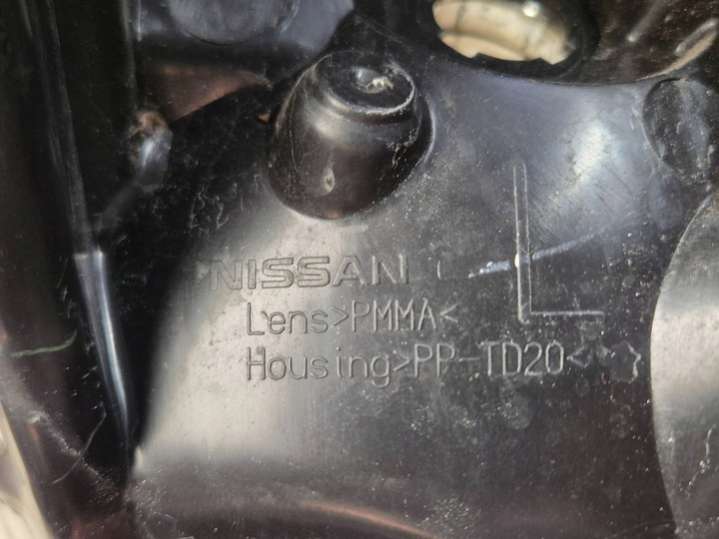 NISSAN L
Lens>PMMA<
Housing>PP-TD20<